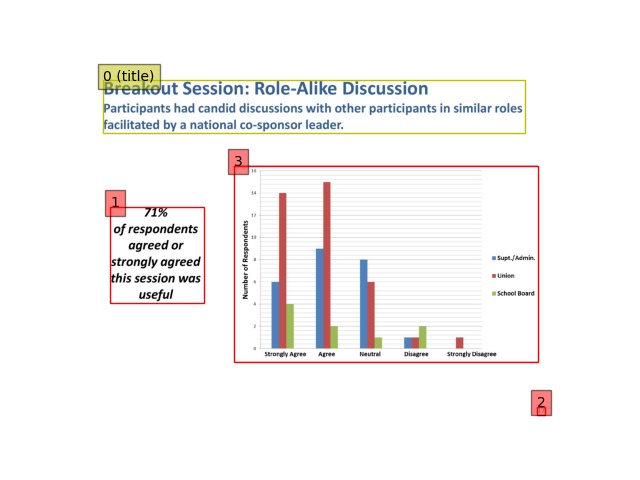 0 (title)
Breakout Session: Role-Alike Discussion
Participants had candid discussions with other participants in similar roles
facilitated by a national co-sponsor leader.
1
71%
of respondents
agreed or
strongly agreed
this session was
useful
3
Number of Respondents
16
14
12
10
8
6
4
2
0
Strongly Agree Agree Neutral Disagree Strongly Disagree
Supt./Admin.
Union
School Board
2